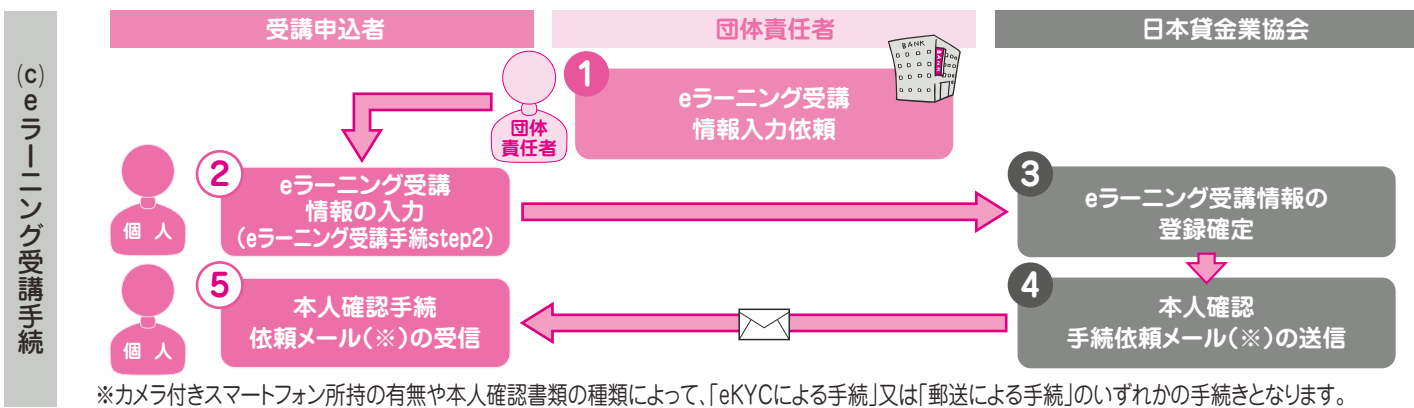 (c)eラーニング受講手続
受講申込者
団体責任者
日本貸金業協会
BANK
団体
責任者
1
eラーニング受講
情報入力依頼
個 人
2
eラーニング受講
情報の入力
(eラーニング受講手続step2)
3
eラーニング受講情報の
登録確定
個 人
5
本人確認手続
依頼メール(※)の受信
4
本人確認
手続依頼メール(※)の送信
※カメラ付きスマートフォン所持の有無や本人確認書類の種類によって、「eKYCによる手続」又は「郵送による手続」のいずれかの手続きとなります。